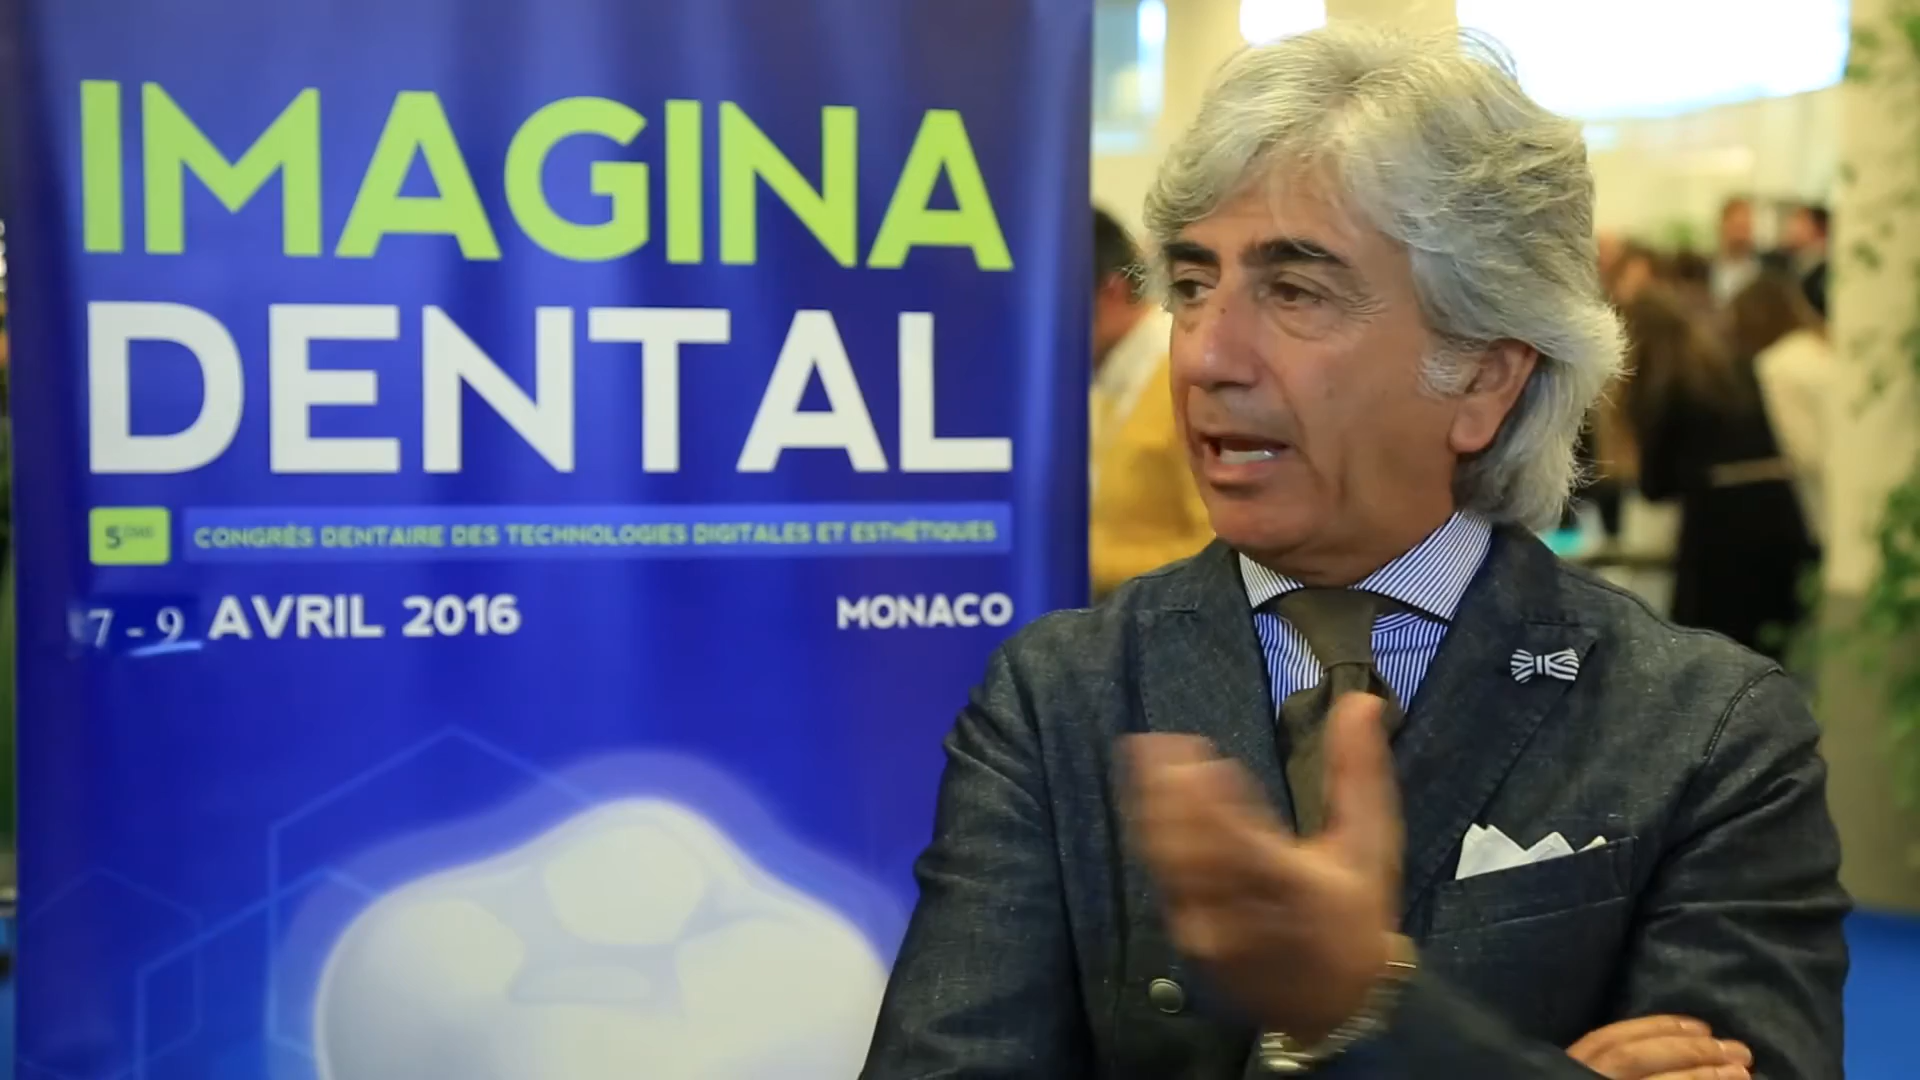 IMAGINA
DENTAL
5ÈME CONGRÈS DENTAIRE DES TECHNOLOGIES DIGITALES ET ESTHÉTIQUES
7 - 9 AVRIL 2016 MONACO